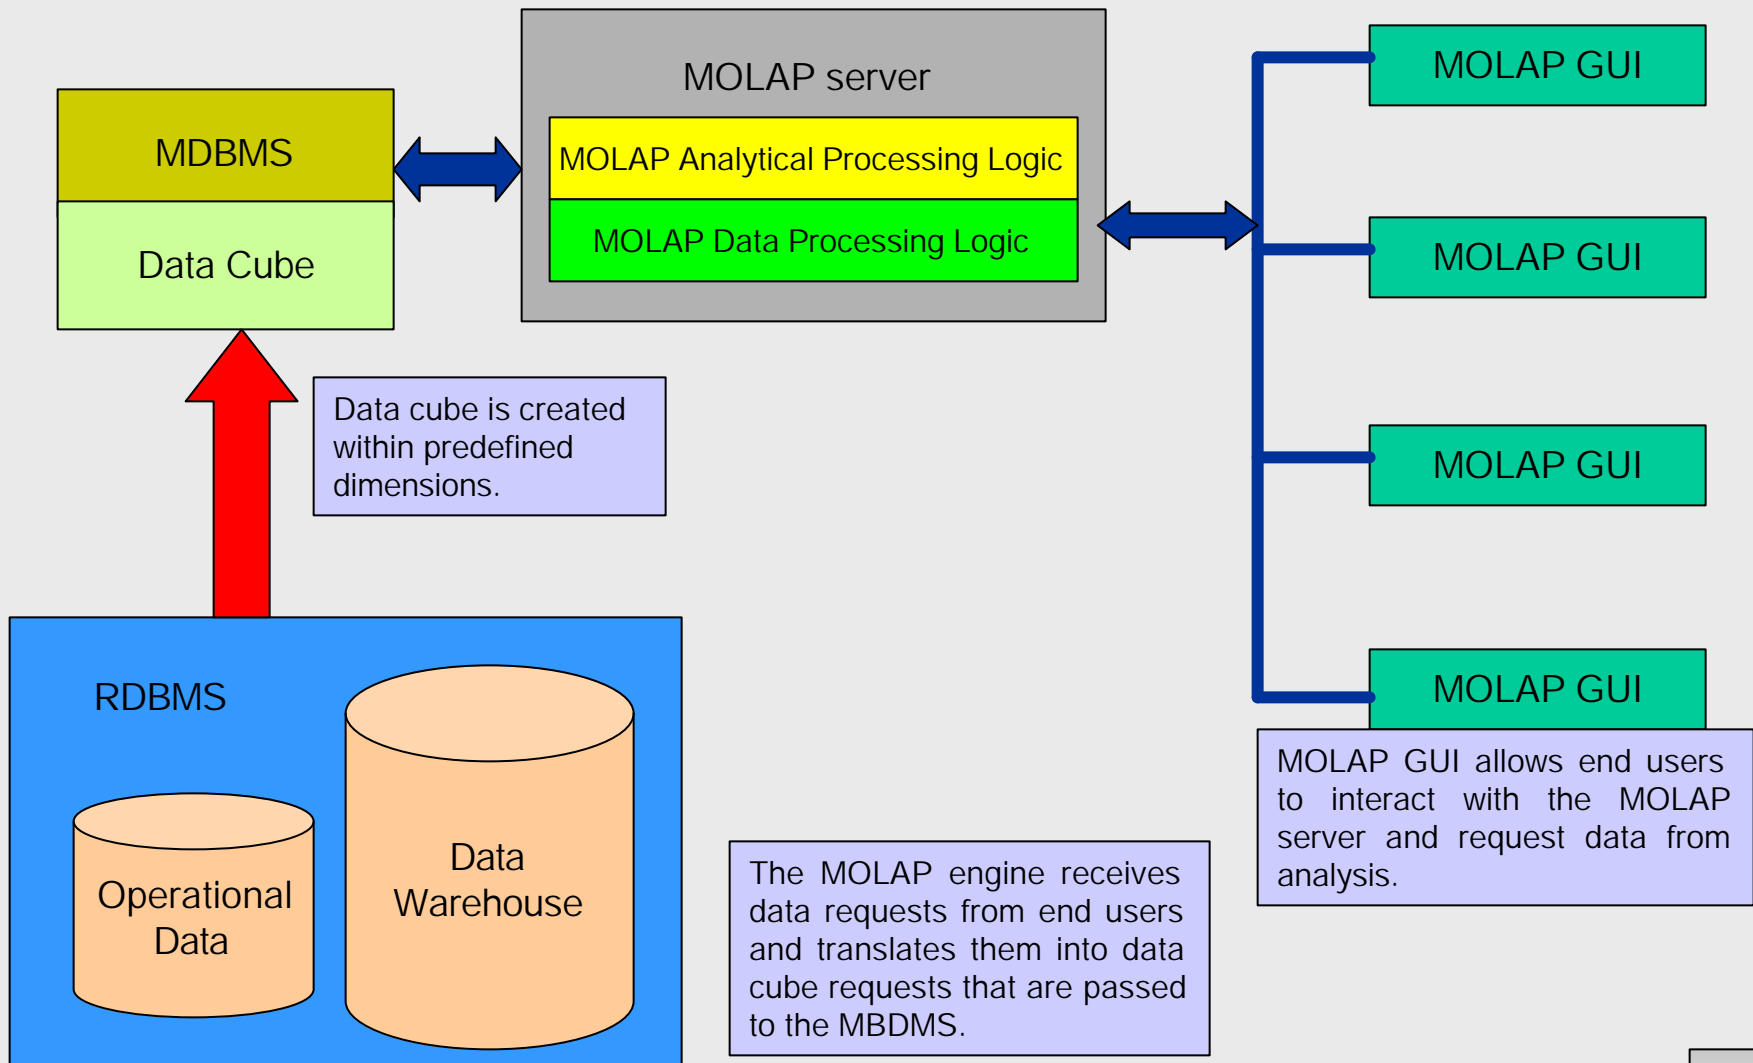 MOLAP server
MOLAP Analytical Processing Logic
MOLAP Data Processing Logic
MDBMS
Data Cube
MOLAP GUI
MOLAP GUI
MOLAP GUI
MOLAP GUI
Data cube is created
within predefined
dimensions.
RDBMS
Operational
Data
Data
Warehouse
The MOLAP engine receives
data requests from end users
and translates them into data
cube requests that are passed
to the MBDMS.
MOLAP GUI allows end users
to interact with the MOLAP
server and request data from
analysis.